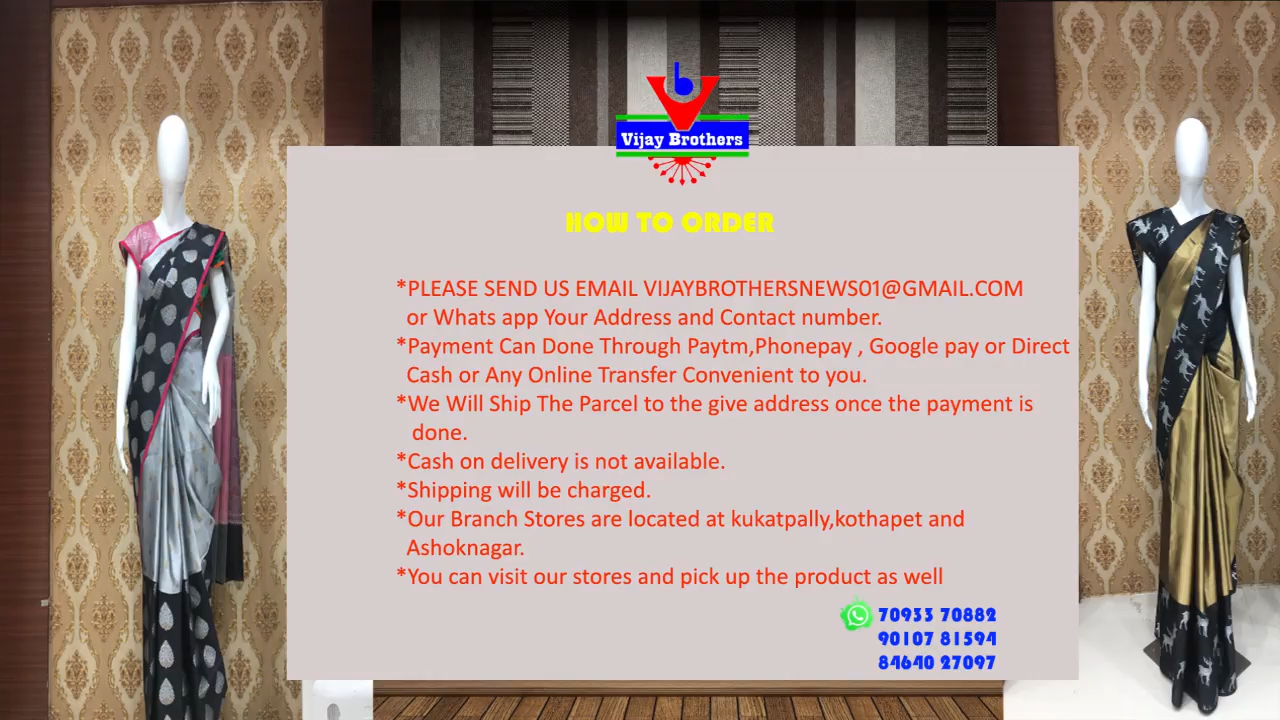 b
Vijay Brothers
HOW TO ORDER
*PLEASE SEND US EMAIL VIJAYBROTHERSNEWS01@GMAIL.COM
or Whats app Your Address and Contact number.
*Payment Can Done Through Paytm,Phonepay , Google pay or Direct
Cash or Any Online Transfer Convenient to you.
*We Will Ship The Parcel to the give address once the payment is
done.
*Cash on delivery is not available.
*Shipping will be charged.
*Our Branch Stores are located at kukatpally,kothapet and
Ashoknagar.
*You can visit our stores and pick up the product as well
70933 70882
90107 81594
84640 27097